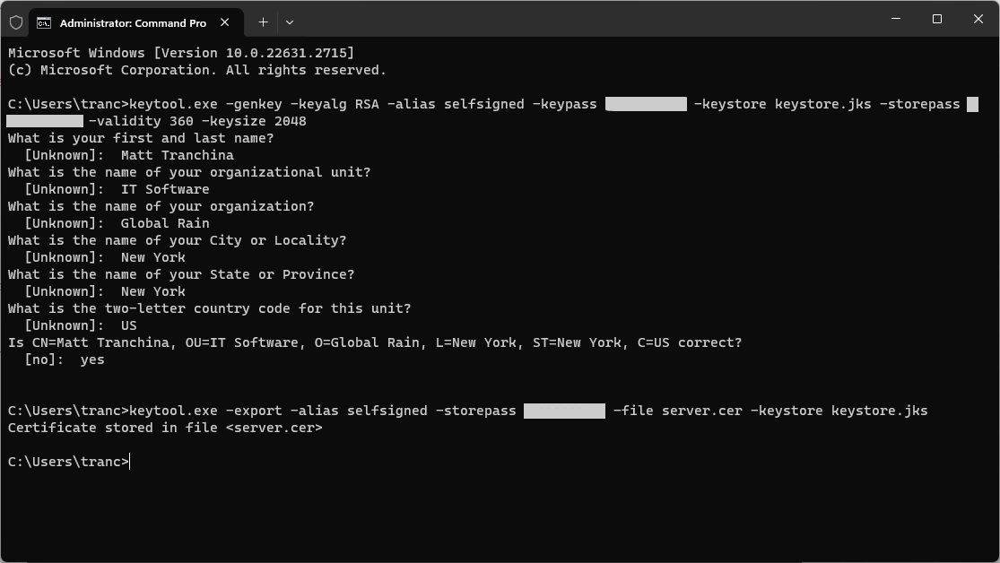 Administrator: Command Pro
Microsoft Windows [Version 10.0.22631.2715]
(c) Microsoft Corporation. All rights reserved.
C:\Users\tranc>keytool.exe -genkey -keyalg RSA -alias selfsigned -keypass -keystore keystore.jks -storepass
-validity 360 -keysize 2048
What is your first and last name?
[Unknown]: Matt Tranchina
What is the name of your organizational unit?
[Unknown]: IT Software
What is the name of your organization?
[Unknown]: Global Rain
What is the name of your City or Locality?
[Unknown]: New York
What is the name of your State or Province?
[Unknown]: New York
What is the two-letter country code for this unit?
[Unknown]: US
Is CN=Matt Tranchina, OU=IT Software, O=Global Rain, L=New York, ST=New York, C=US correct?
[no]: yes
C:\Users\tranc>keytool.exe -export -alias selfsigned -storepass -file server.cer -keystore keystore.jks
Certificate stored in file <server.cer>
C:\Users\tranc>